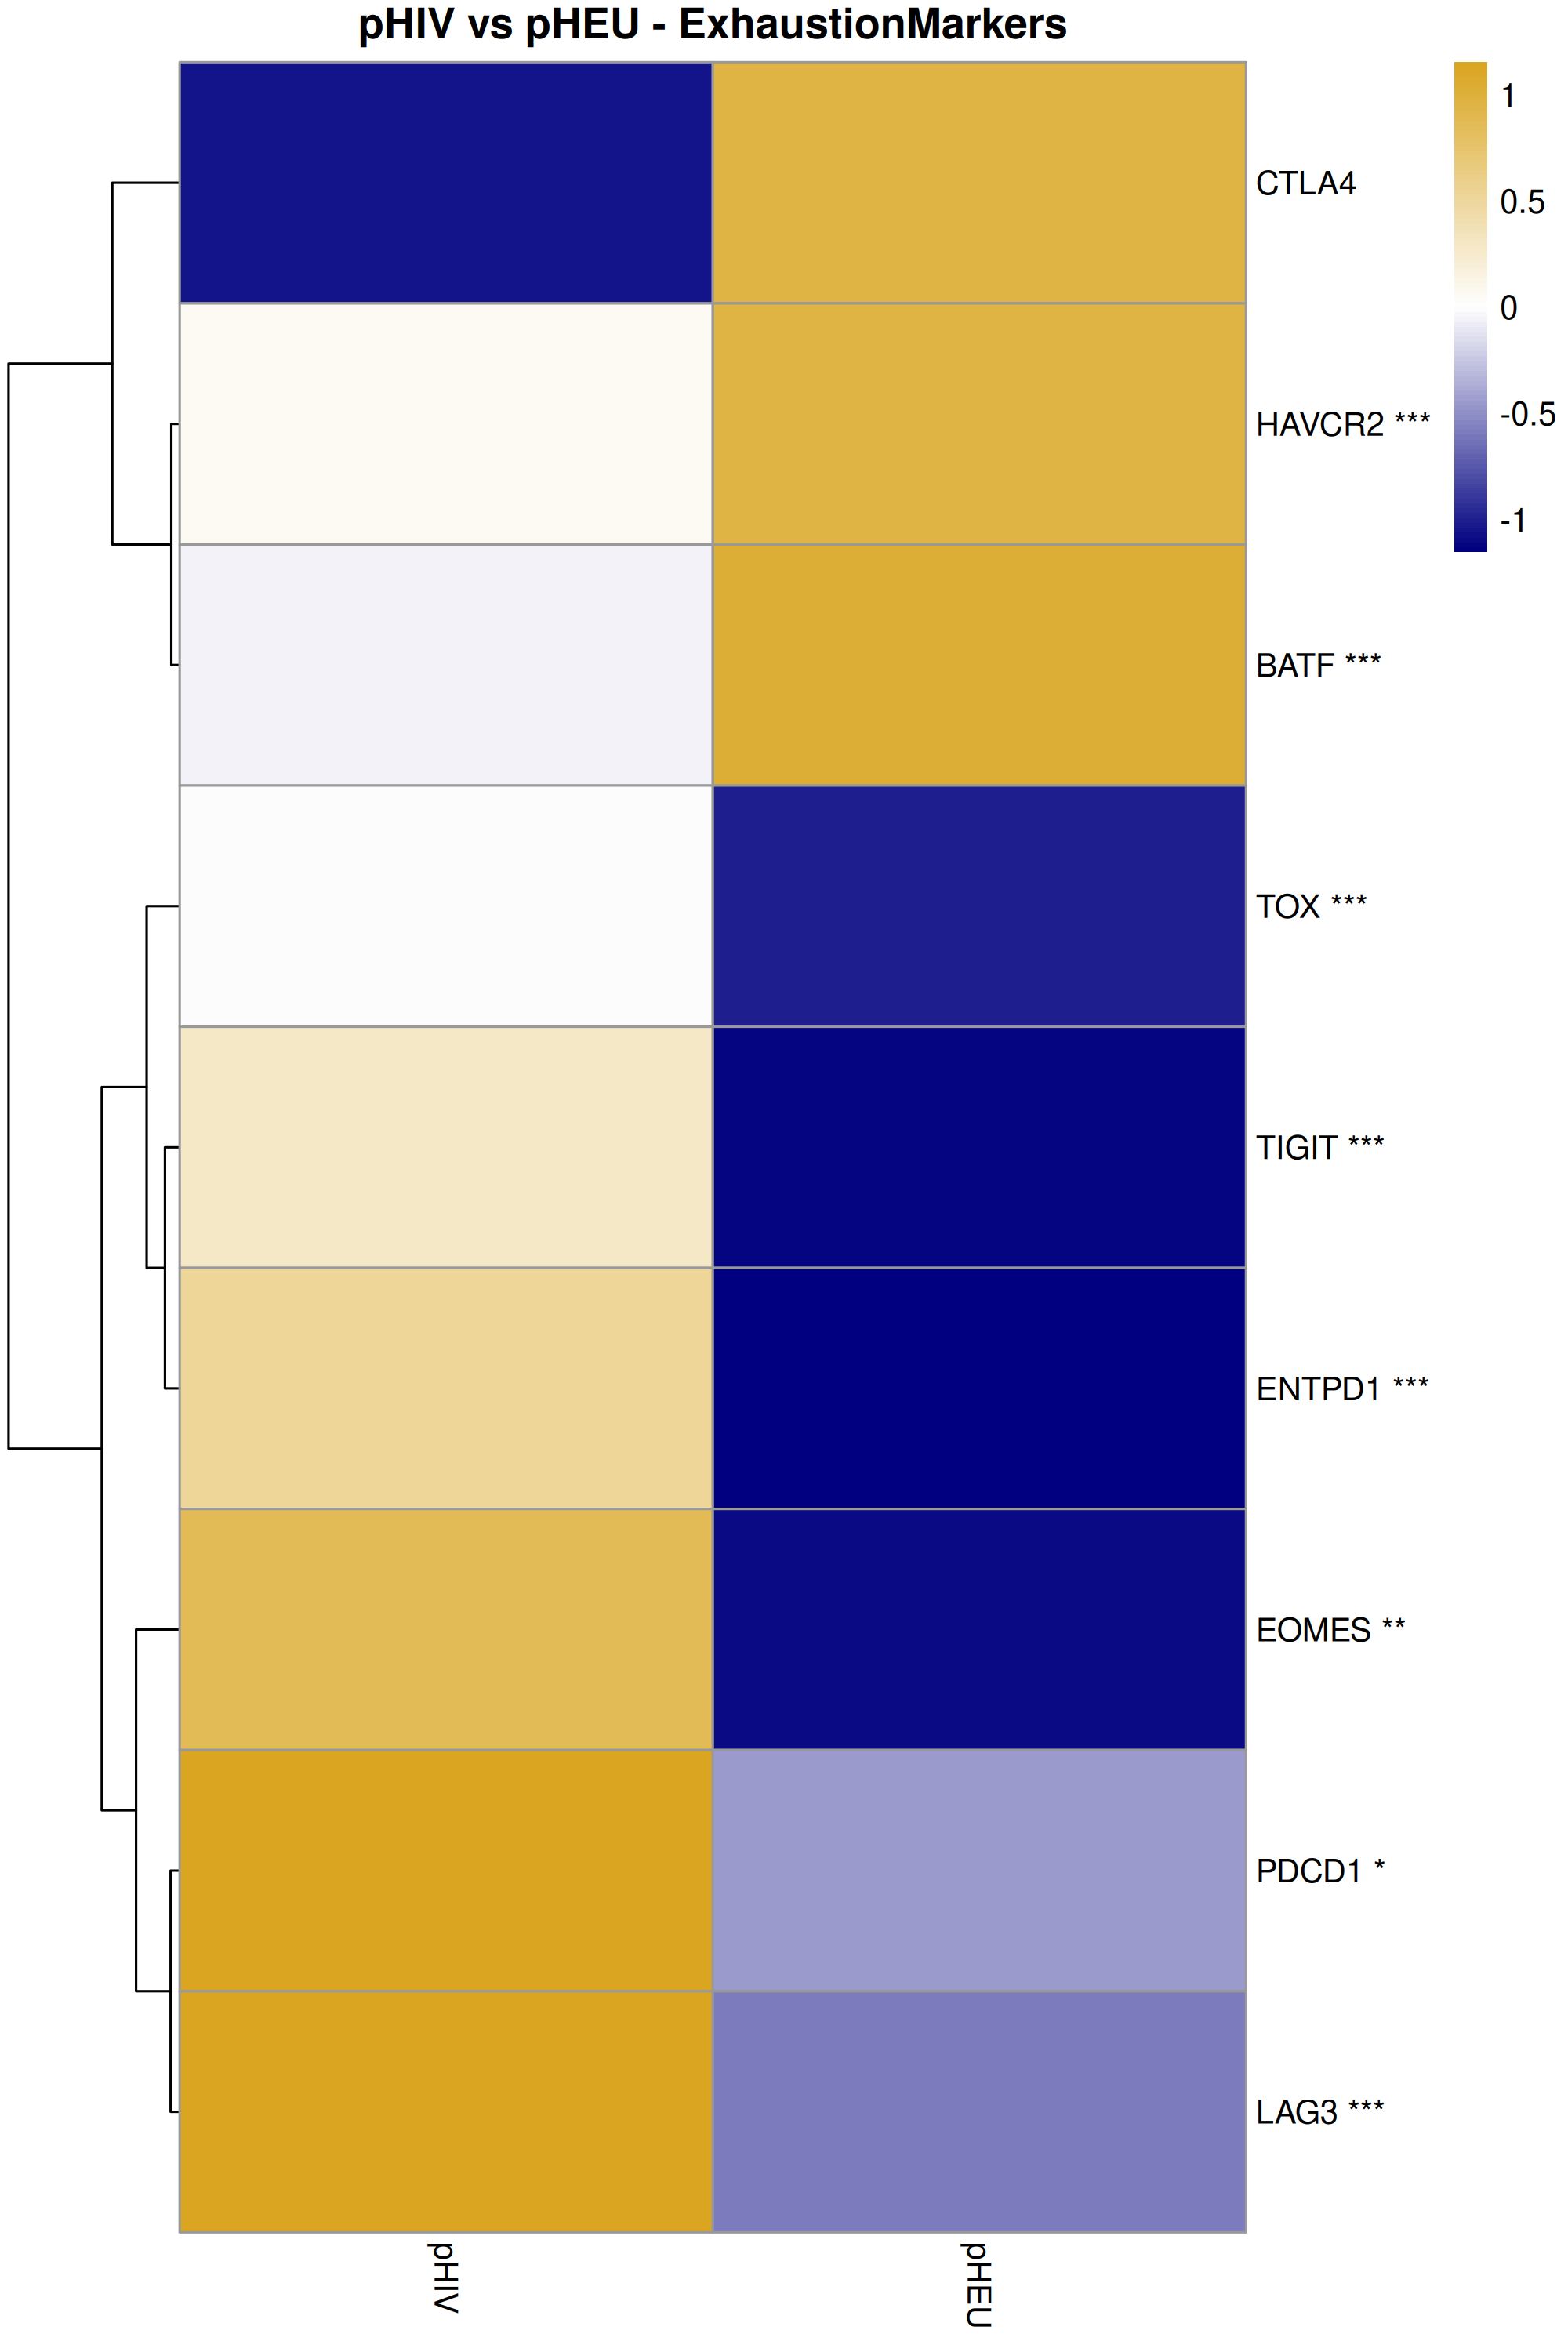 pHIV vs pHEU - ExhaustionMarkers
1
0.5
0
-0.5
-1
CTLA4
HAVCR2 ***
BATF ***
TOX ***
TIGIT ***
ENTPD1 ***
EOMES **
PDCD1 *
LAG3 ***
pHIV
pHEU